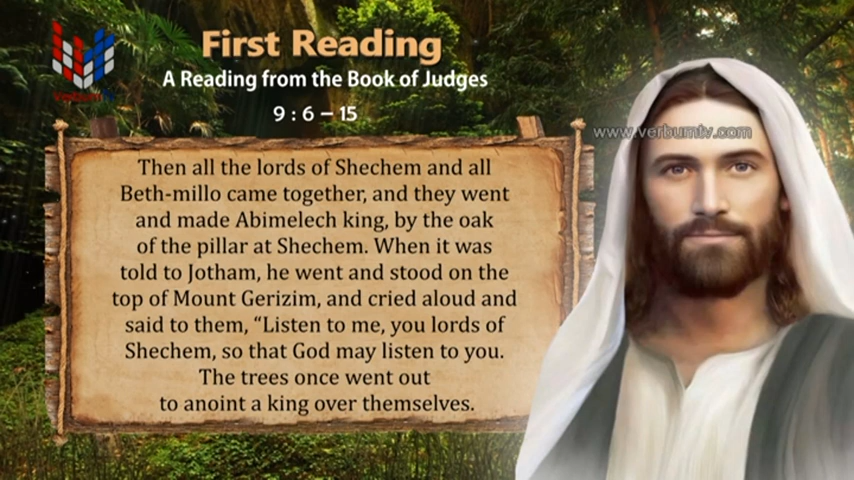 First Reading
A Reading from the Book of Judges
9 : 6 – 15
VerbumTv
www.verbumtv.com
Then all the lords of Shechem and all
Beth-millo came together, and they went
and made Abimelech king, by the oak
of the pillar at Shechem. When it was
told to Jotham, he went and stood on the
top of Mount Gerizim, and cried aloud and
said to them, “Listen to me, you lords of
Shechem, so that God may listen to you.
The trees once went out
to anoint a king over themselves.